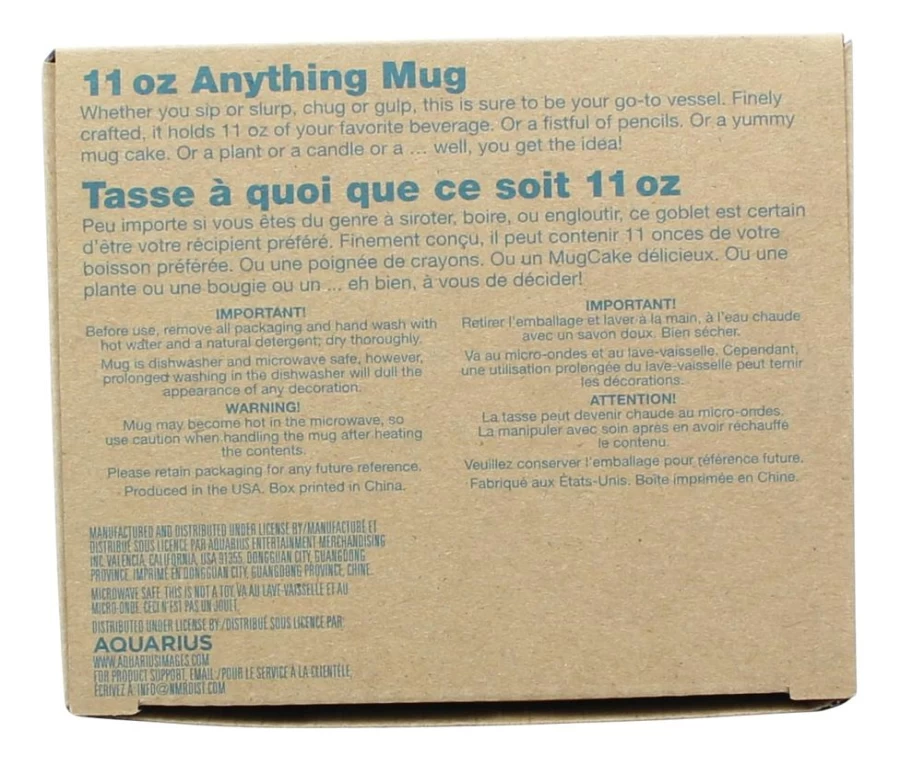 11 oz Anything Mug
Whether you sip or slurp, chug or gulp, this is sure to be your go-to vessel. Finely
crafted, it holds 11 oz of your favorite beverage. Or a fistful of pencils. Or a yummy
mug cake. Or a plant or a candle or a ... well, you get the idea!
Tasse à quoi que ce soit 11 oz
Peu importe si vous êtes du genre à siroter, boire, ou engloutir, ce goblet est certain
d'être votre récipient préféré. Finement conçu, il peut contenir 11 onces de votre
boisson préférée. Ou une poignée de crayons. Ou un MugCake délicieux. Ou une
plante ou une bougie ou un ... eh bien, à vous de décider!
IMPORTANT!
Before use, remove all packaging and hand wash with
hot water and a natural detergent; dry thoroughly.
Mug is dishwasher and microwave safe, however,
prolonged washing in the dishwasher will dull the
appearance of any decoration.
WARNING!
Mug may become hot in the microwave, so
use caution when handling the mug after heating
the contents.
Please retain packaging for any future reference.
Produced in the USA. Box printed in China.
IMPORTANT!
Retirer l'emballage et laver à la main, à l'eau chaude
avec un savon doux. Bien sécher.
Va au micro-ondes et au lave-vaisselle. Cependant,
une utilisation prolongée du lave-vaisselle peut ternir
les décorations.
ATTENTION!
La tasse peut devenir chaude au micro-ondes.
La manipuler avec soin après en avoir réchauffé
le contenu.
Veuillez conserver l'emballage pour référence future.
Fabriqué aux États-Unis. Boîte imprimée en Chine.
MANUFACTURED AND DISTRIBUTED UNDER LICENSE BY/MANUFACTURÉ ET
DISTRIBUÉ SOUS LICENCE PAR AQUARIUS ENTERTAINMENT MERCHANDISING
INC. VALENCIA, CALIFORNIA, USA 91355. DONGGUAN CITY, GUANGDONG
PROVINCE. IMPRIMÉ EN DONGGUAN CITY, GUANGDONG PROVINCE, CHINE.
MICROWAVE SAFE. THIS IS NOT A TOY. VA AU LAVE-VAISSELLE ET AU
MICRO-ONDE. CECI N'EST PAS UN JOUET.
DISTRIBUTED UNDER LICENSE BY:/DISTRIBUÉ SOUS LICENCE PAR:
AQUARIUS
WWW.AQUARIUSIMAGES.COM
FOR PRODUCT SUPPORT, EMAIL:/POUR LE SERVICE À LA CLIENTÈLE,
ÉCRIVEZ À: INFO@NMRDIST.COM